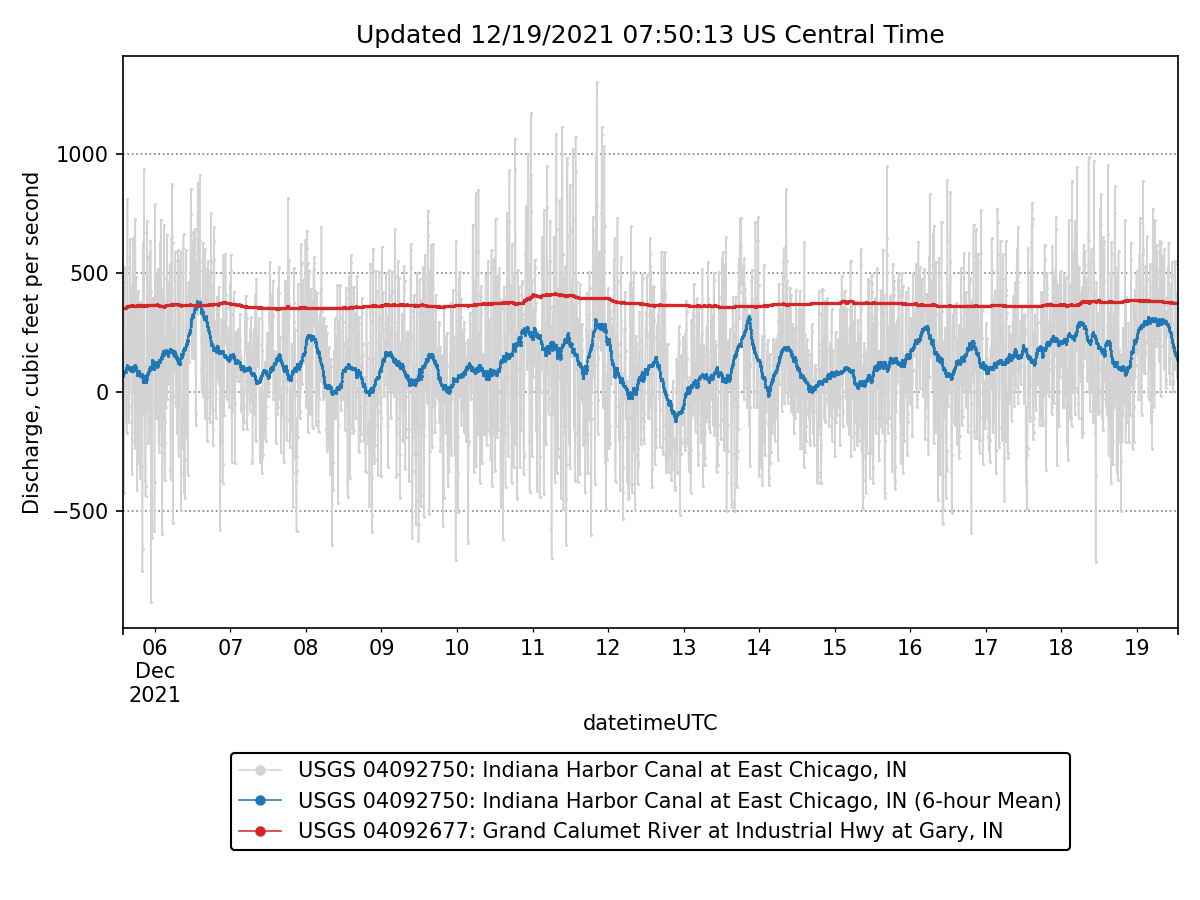 Updated 12/19/2021 07:50:13 US Central Time
Discharge, cubic feet per second
1000
500
0
−500
06 07 08 09 10 11 12 13 14 15 16 17 18 19
Dec
2021
datetimeUTC
USGS 04092750: Indiana Harbor Canal at East Chicago, IN
USGS 04092750: Indiana Harbor Canal at East Chicago, IN (6-hour Mean)
USGS 04092677: Grand Calumet River at Industrial Hwy at Gary, IN